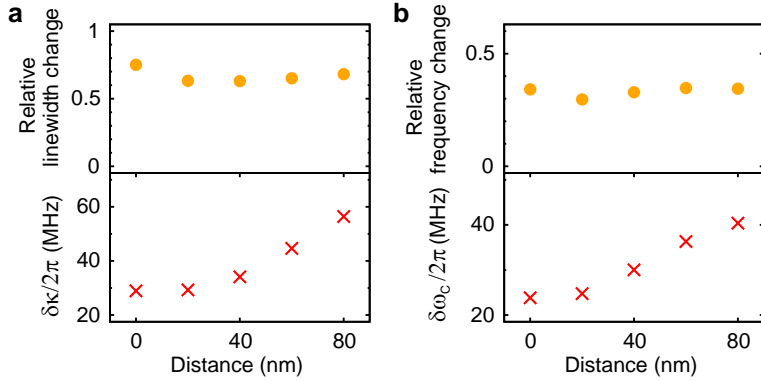 a
Relative
linewidth change
1
0.5
0
δκ/2π (MHz)
60
40
20
0
40
80
Distance (nm)
b
Relative
frequency change
0.5
0
δω_C/2π (MHz)
40
20
0
40
80
Distance (nm)